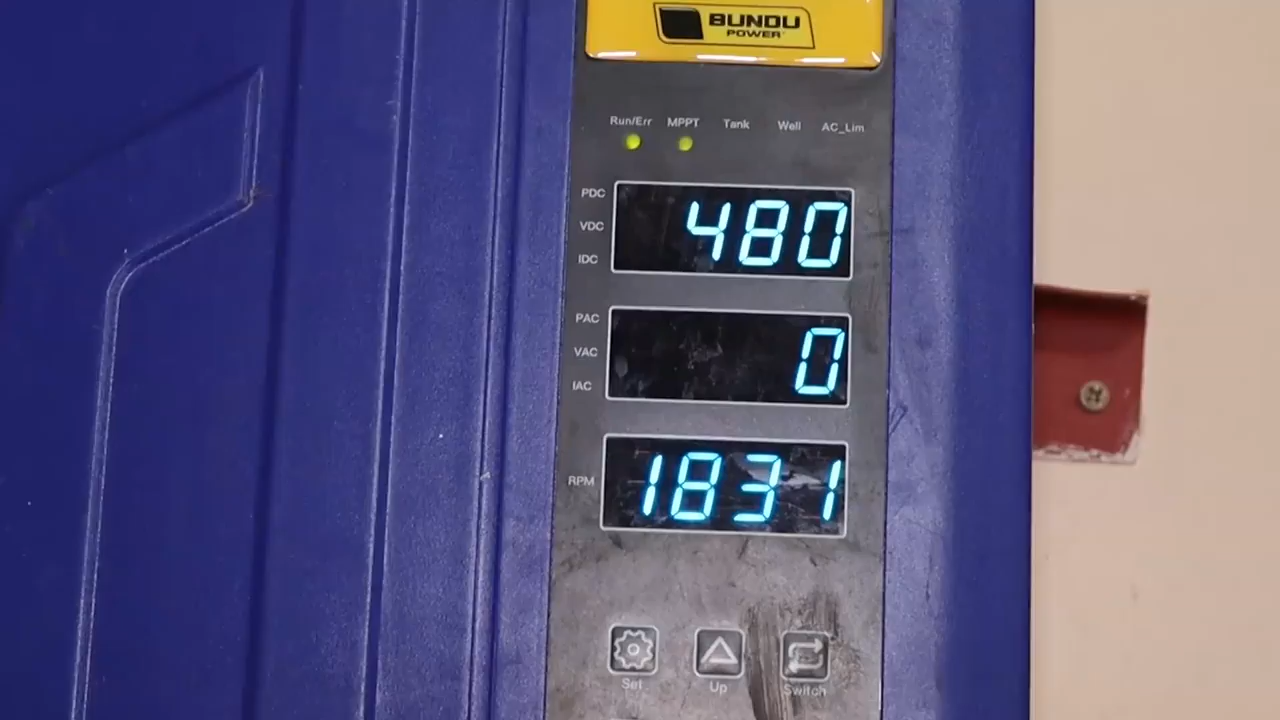 BUNDU
POWER
Run/Err MPPT Tank Well AC_Lim
PDC
VDC
IDC
480
PAC
VAC
IAC
0
RPM
1831
Set Up Switch